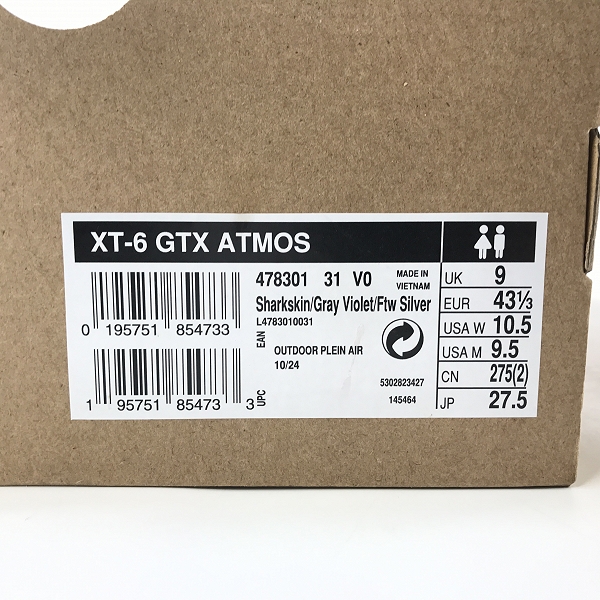 XT-6 GTX ATMOS
478301 31 V0 MADE IN VIETNAM
Sharkskin/Gray Violet/Ftw Silver
L4783010031
0 195751 854733
EAN
OUTDOOR PLEIN AIR
10/24
5302823427
145464
1 95751 85473 3
UPC
UK 9
EUR 43⅓
USA W 10.5
USA M 9.5
CN 275(2)
JP 27.5